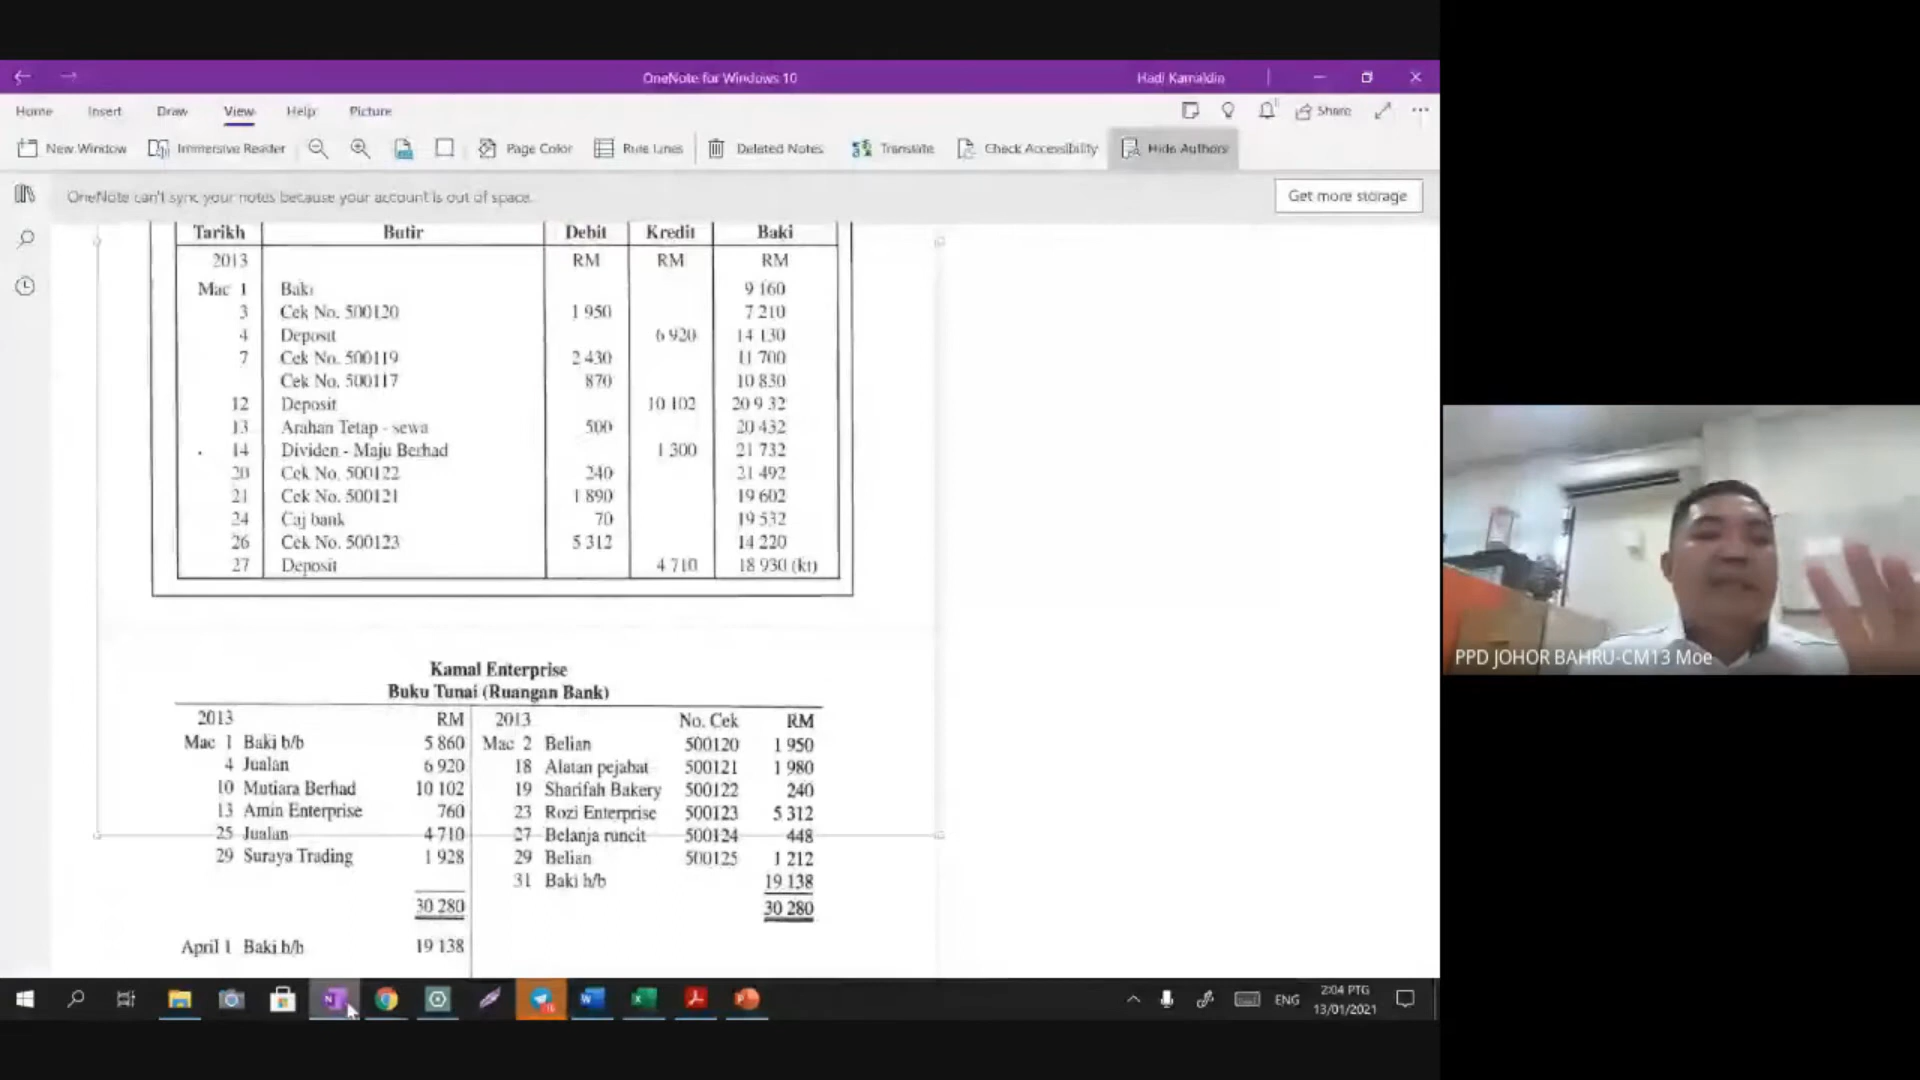 OneNote for Windows 10
Hadi Kamaldin
Home Insert Draw View Help Picture
Share
New Window Immersive Reader Page Color Rule Lines Deleted Notes Translate Check Accessibility Hide Authors
OneNote can't sync your notes because your account is out of space.
Get more storage
Tarikh Butir Debit Kredit Baki
2013 RM RM RM
Mac 1 Baki 9 160
3 Cek No. 500120 1 950 7 210
4 Deposit 6 920 14 130
7 Cek No. 500119 2 430 11 700
Cek No. 500117 870 10 830
12 Deposit 10 102 20 9 32
13 Arahan Tetap - sewa 500 20 432
14 Dividen - Maju Berhad 1 300 21 732
20 Cek No. 500122 240 21 492
21 Cek No. 500121 1 890 19 602
24 Caj bank 70 19 532
26 Cek No. 500123 5 312 14 220
27 Deposit 4 710 18 930 (kt)
Kamal Enterprise
Buku Tunai (Ruangan Bank)
2013 RM 2013 No. Cek RM
Mac 1 Baki b/b 5 860 Mac 2 Belian 500120 1 950
4 Jualan 6 920 18 Alatan pejabat 500121 1 980
10 Mutiara Berhad 10 102 19 Sharifah Bakery 500122 240
13 Amin Enterprise 760 23 Rozi Enterprise 500123 5 312
25 Jualan 4 710 27 Belanja runcit 500124 448
29 Suraya Trading 1 928 29 Belian 500125 1 212
31 Baki h/b 19 138
30 280 30 280
April 1 Baki b/b 19 138
PPD JOHOR BAHRU-CM13 Moe
ENG
2:04 PTG
13/01/2021